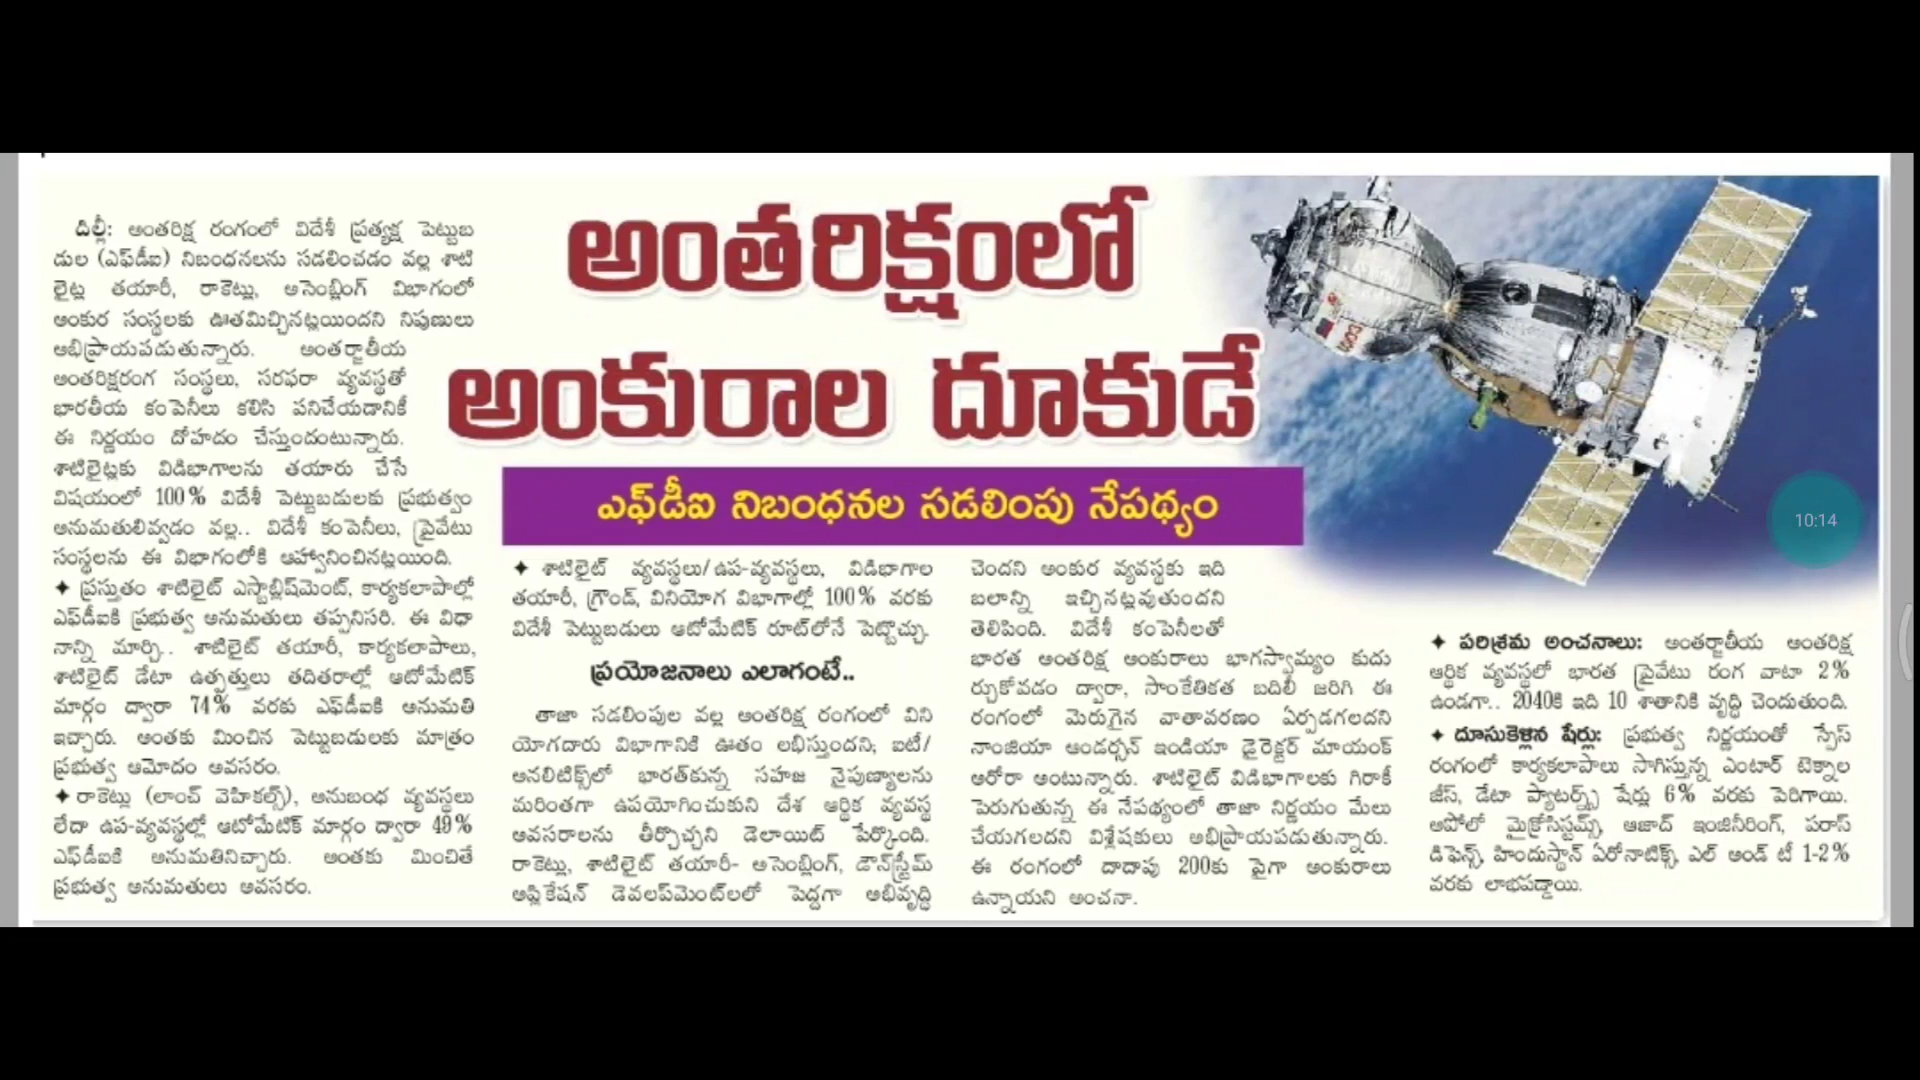 అంతరిక్షంలో
అంకురాల దూకుడే
ఎఫ్‌డీఐ నిబంధనల సడలింపు నేపథ్యం
దిల్లీ: అంతరిక్ష రంగంలో విదేశీ ప్రత్యక్ష పెట్టుబ
డుల (ఎఫ్‌డీఐ) నిబంధనలను సడలించడం వల్ల శాటి
లైట్ల తయారీ, రాకెట్లు, అసెంబ్లింగ్ విభాగంలో
అంకుర సంస్థలకు ఊతమిచ్చినట్లయిందని నిపుణులు
అభిప్రాయపడుతున్నారు. అంతర్జాతీయ
అంతరిక్షరంగ సంస్థలు, సరఫరా వ్యవస్థతో
భారతీయ కంపెనీలు కలిసి పనిచేయడానికీ
ఈ నిర్ణయం దోహదం చేస్తుందంటున్నారు.
శాటిలైట్లకు విడిభాగాలను తయారు చేసే
విషయంలో 100% విదేశీ పెట్టుబడులకు ప్రభుత్వం
అనుమతులివ్వడం వల్ల.. విదేశీ కంపెనీలు, ప్రైవేటు
సంస్థలను ఈ విభాగంలోకి ఆహ్వానించినట్లయింది.
✦ ప్రస్తుతం శాటిలైట్ ఎస్టాబ్లిష్‌మెంట్, కార్యకలాపాల్లో
ఎఫ్‌డీఐకి ప్రభుత్వ అనుమతులు తప్పనిసరి. ఈ విధా
నాన్ని మార్చి.. శాటిలైట్ తయారీ, కార్యకలాపాలు,
శాటిలైట్ డేటా ఉత్పత్తులు తదితరాల్లో ఆటోమేటిక్
మార్గం ద్వారా 74% వరకు ఎఫ్‌డీఐకి అనుమతి
ఇచ్చారు. అంతకు మించిన పెట్టుబడులకు మాత్రం
ప్రభుత్వ ఆమోదం అవసరం.
✦ రాకెట్లు (లాంచ్ వెహికల్స్), అనుబంధ వ్యవస్థలు
లేదా ఉప-వ్యవస్థల్లో ఆటోమేటిక్ మార్గం ద్వారా 49%
ఎఫ్‌డీఐకి అనుమతినిచ్చారు. అంతకు మించితే
ప్రభుత్వ అనుమతులు అవసరం.
✦ శాటిలైట్ వ్యవస్థలు/ఉప-వ్యవస్థలు, విడిభాగాల
తయారీ, గ్రౌండ్, వినియోగ విభాగాల్లో 100% వరకు
విదేశీ పెట్టుబడులు ఆటోమేటిక్ రూట్‌లోనే పెట్టొచ్చు.
ప్రయోజనాలు ఎలాగంటే..
తాజా సడలింపుల వల్ల అంతరిక్ష రంగంలో విని
యోగదారు విభాగానికి ఊతం లభిస్తుందని; ఐటీ/
అనలిటిక్స్‌లో భారత్‌కున్న సహజ నైపుణ్యాలను
మరింతగా ఉపయోగించుకుని దేశ ఆర్థిక వ్యవస్థ
అవసరాలను తీర్చొచ్చని డెలాయిట్ పేర్కొంది.
రాకెట్లు, శాటిలైట్ తయారీ- అసెంబ్లింగ్, డౌన్‌స్ట్రీమ్
అప్లికేషన్ డెవలప్‌మెంట్‌లలో పెద్దగా అభివృద్ధి
చెందని అంకుర వ్యవస్థకు ఇది
బలాన్ని ఇచ్చినట్లవుతుందని
తెలిపింది. విదేశీ కంపెనీలతో
భారత అంతరిక్ష అంకురాలు భాగస్వామ్యం కుదు
ర్చుకోవడం ద్వారా, సాంకేతికత బదిలీ జరిగి ఈ
రంగంలో మెరుగైన వాతావరణం ఏర్పడగలదని
నాంజియా ఆండర్సన్ ఇండియా డైరెక్టర్ మాయంక్
ఆరోరా అంటున్నారు. శాటిలైట్ విడిభాగాలకు గిరాకీ
పెరుగుతున్న ఈ నేపథ్యంలో తాజా నిర్ణయం మేలు
చేయగలదని విశ్లేషకులు అభిప్రాయపడుతున్నారు.
ఈ రంగంలో దాదాపు 200కు పైగా అంకురాలు
ఉన్నాయని అంచనా.
✦ పరిశ్రమ అంచనాలు: అంతర్జాతీయ అంతరిక్ష
ఆర్థిక వ్యవస్థలో భారత ప్రైవేటు రంగ వాటా 2%
ఉండగా.. 2040కి ఇది 10 శాతానికి వృద్ధి చెందుతుంది.
✦ దూసుకెళ్లిన షేర్లు: ప్రభుత్వ నిర్ణయంతో స్పేస్
రంగంలో కార్యకలాపాలు సాగిస్తున్న ఎంటార్ టెక్నాల
జీస్, డేటా ప్యాటర్న్స్ షేర్లు 6% వరకు పెరిగాయి.
అపోలో మైక్రోసిస్టమ్స్, ఆజాద్ ఇంజినీరింగ్, పరాస్
డిఫెన్స్, హిందుస్థాన్ ఏరోనాటిక్స్, ఎల్ అండ్ టీ 1-2%
వరకు లాభపడ్డాయి.
10:14